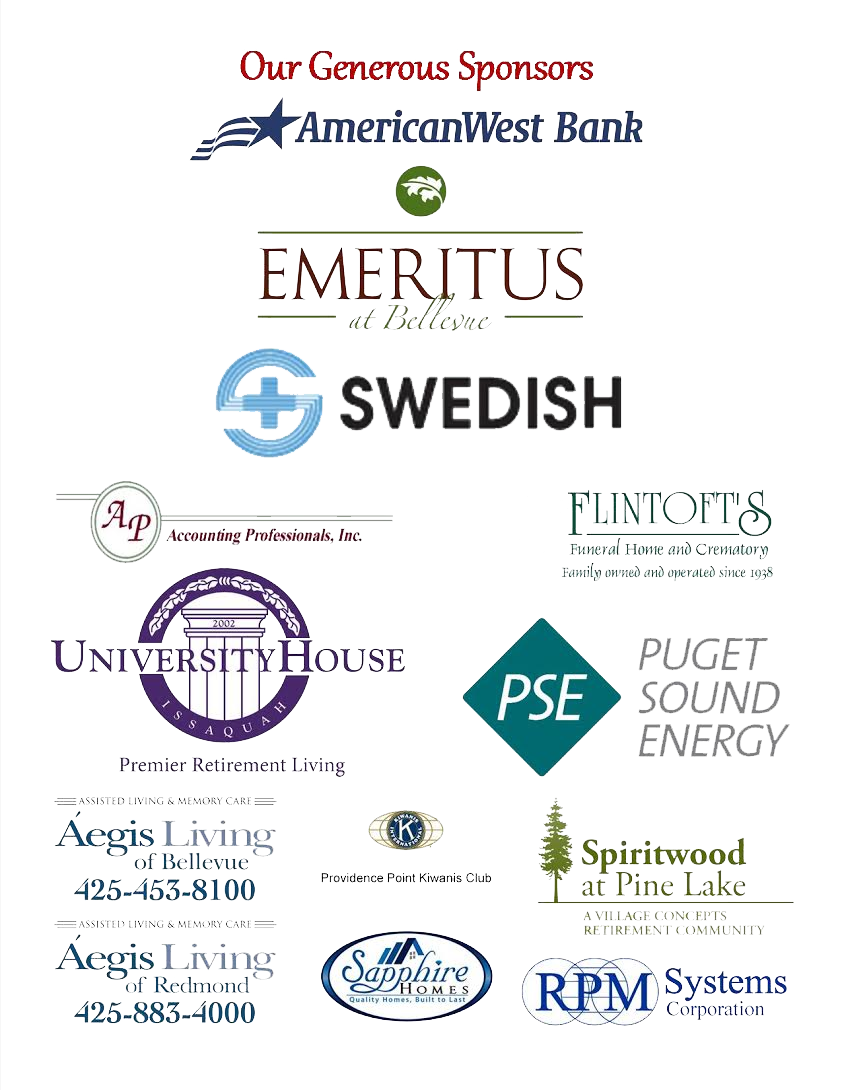 Our Generous Sponsors
AmericanWest Bank
EMERITUS
at Bellevue
SWEDISH
AP
Accounting Professionals, Inc.
FLINTOFT'S
Funeral Home and Crematory
Family owned and operated since 1938
2002
UNIVERSITY HOUSE
ISSAQUAH
Premier Retirement Living
PSE
PUGET
SOUND
ENERGY
ASSISTED LIVING & MEMORY CARE
Áegis Living
of Bellevue
425-453-8100
KIWANIS
K
INTERNATIONAL
Providence Point Kiwanis Club
Spiritwood
at Pine Lake
A VILLAGE CONCEPTS
RETIREMENT COMMUNITY
ASSISTED LIVING & MEMORY CARE
Áegis Living
of Redmond
425-883-4000
Sapphire
HOMES
Quality Homes, Built to Last
RPM Systems
Corporation